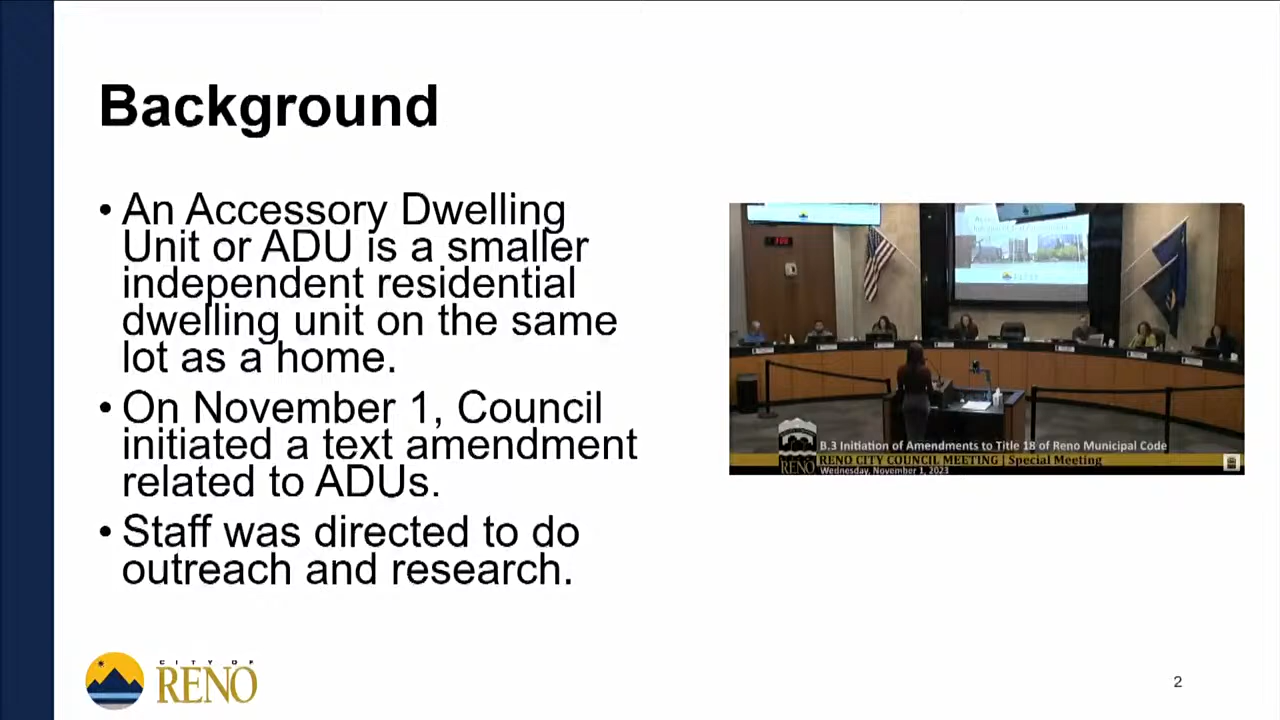 Background
• An Accessory Dwelling
Unit or ADU is a smaller
independent residential
dwelling unit on the same
lot as a home.
• On November 1, Council
initiated a text amendment
related to ADUs.
• Staff was directed to do
outreach and research.
B.3 Initiation of Amendments to Title 18 of Reno Municipal Code
RENO CITY COUNCIL MEETING | Special Meeting
Wednesday, November 1, 2023
RENO
CITY OF
RENO
2